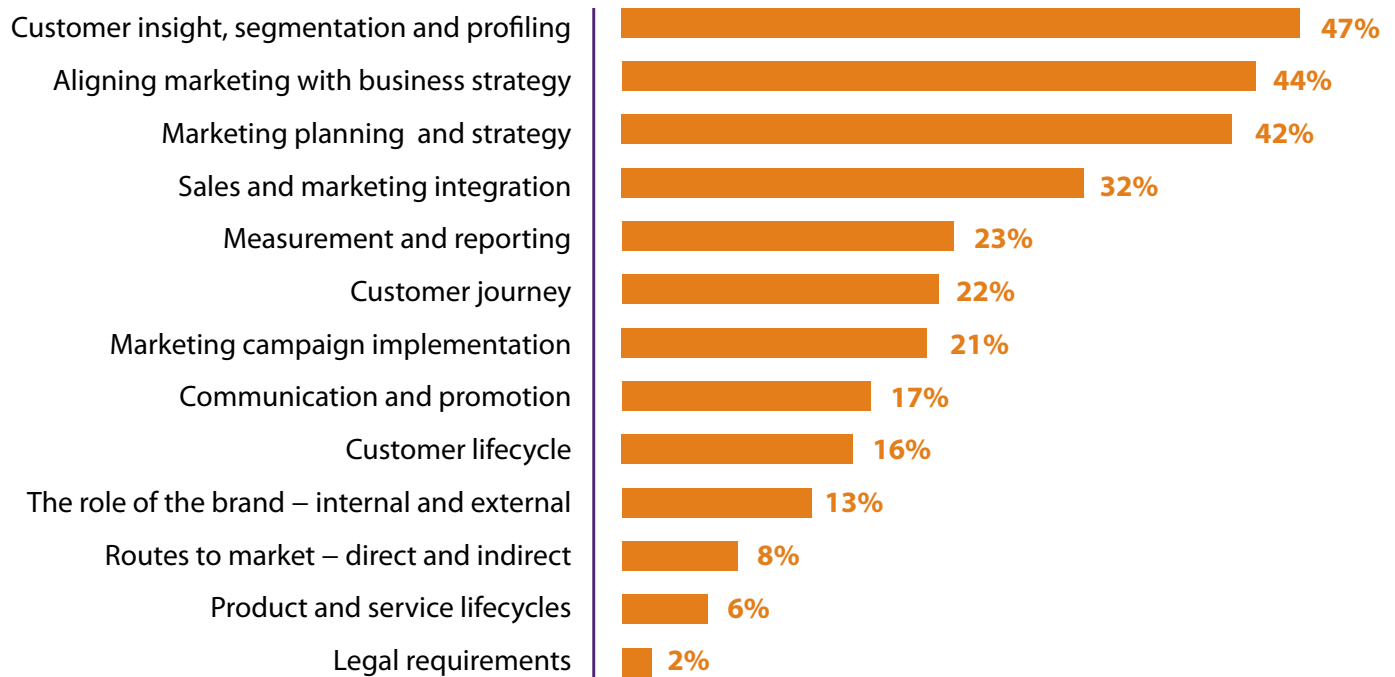 Customer insight, segmentation and profiling 47%
Aligning marketing with business strategy 44%
Marketing planning and strategy 42%
Sales and marketing integration 32%
Measurement and reporting 23%
Customer journey 22%
Marketing campaign implementation 21%
Communication and promotion 17%
Customer lifecycle 16%
The role of the brand – internal and external 13%
Routes to market – direct and indirect 8%
Product and service lifecycles 6%
Legal requirements 2%